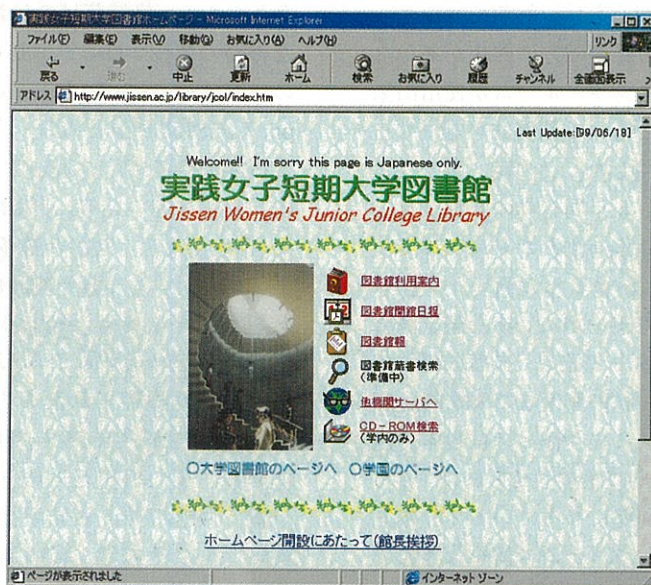 実践女子短期大学図書館ホームページ - Microsoft Internet Explorer
ファイル(F) 編集(E) 表示(V) 移動(G) お気に入り(A) ヘルプ(H) リンク
戻る 進む 中止 更新 ホーム 検索 お気に入り 履歴 チャンネル 全画面表示
アドレス http://www.jissen.ac.jp/library/jcol/index.htm
Last Update:[99/06/18]
Welcome!! I'm sorry this page is Japanese only.
実践女子短期大学図書館
Jissen Women's Junior College Library
図書館利用案内
図書館開館日程
図書館報
図書館蔵書検索
(準備中)
他機関サーバへ
CD-ROM検索
(学内のみ)
○大学図書館のページへ ○学園のページへ
ホームページ開設にあたって(館長挨拶)
ページが表示されました インターネット ゾーン